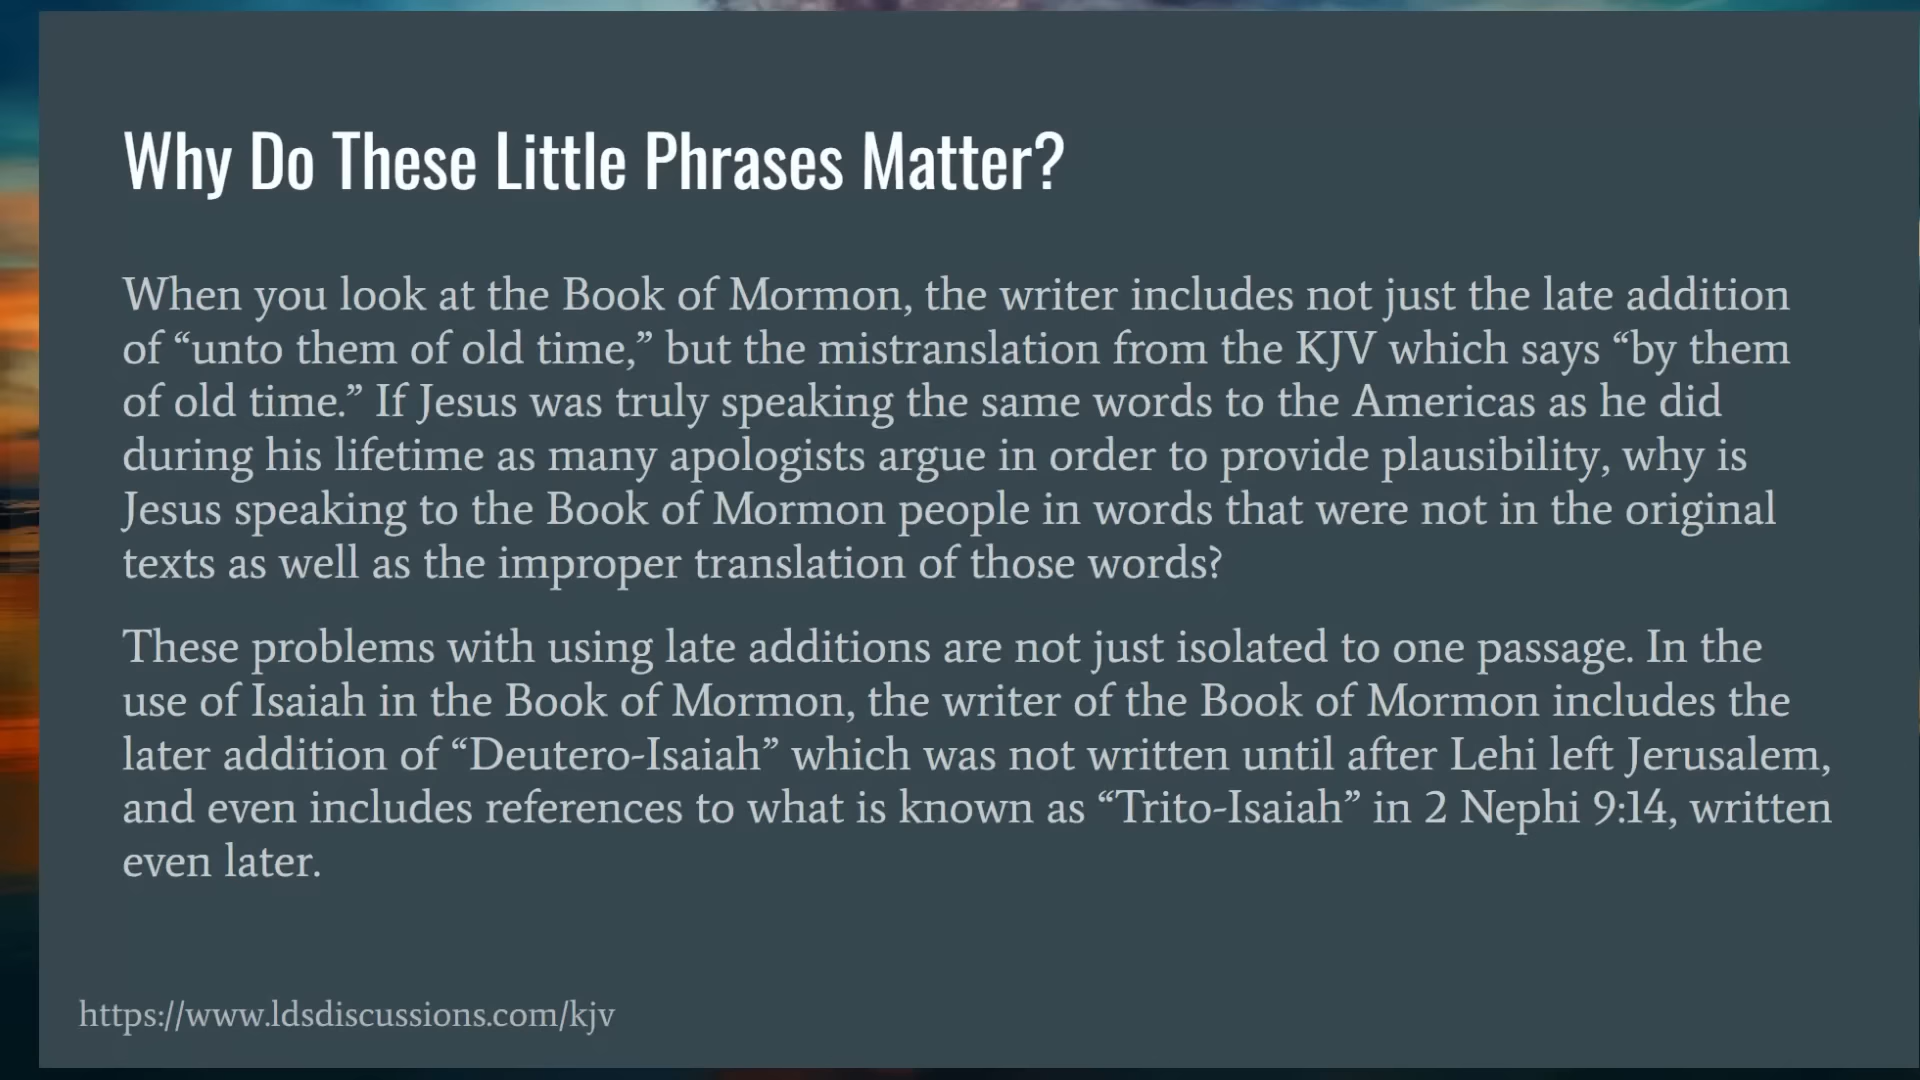 Why Do These Little Phrases Matter?
When you look at the Book of Mormon, the writer includes not just the late addition
of “unto them of old time,” but the mistranslation from the KJV which says “by them
of old time.” If Jesus was truly speaking the same words to the Americas as he did
during his lifetime as many apologists argue in order to provide plausibility, why is
Jesus speaking to the Book of Mormon people in words that were not in the original
texts as well as the improper translation of those words?
These problems with using late additions are not just isolated to one passage. In the
use of Isaiah in the Book of Mormon, the writer of the Book of Mormon includes the
later addition of “Deutero-Isaiah” which was not written until after Lehi left Jerusalem,
and even includes references to what is known as “Trito-Isaiah” in 2 Nephi 9:14, written
even later.
https://www.ldsdiscussions.com/kjv